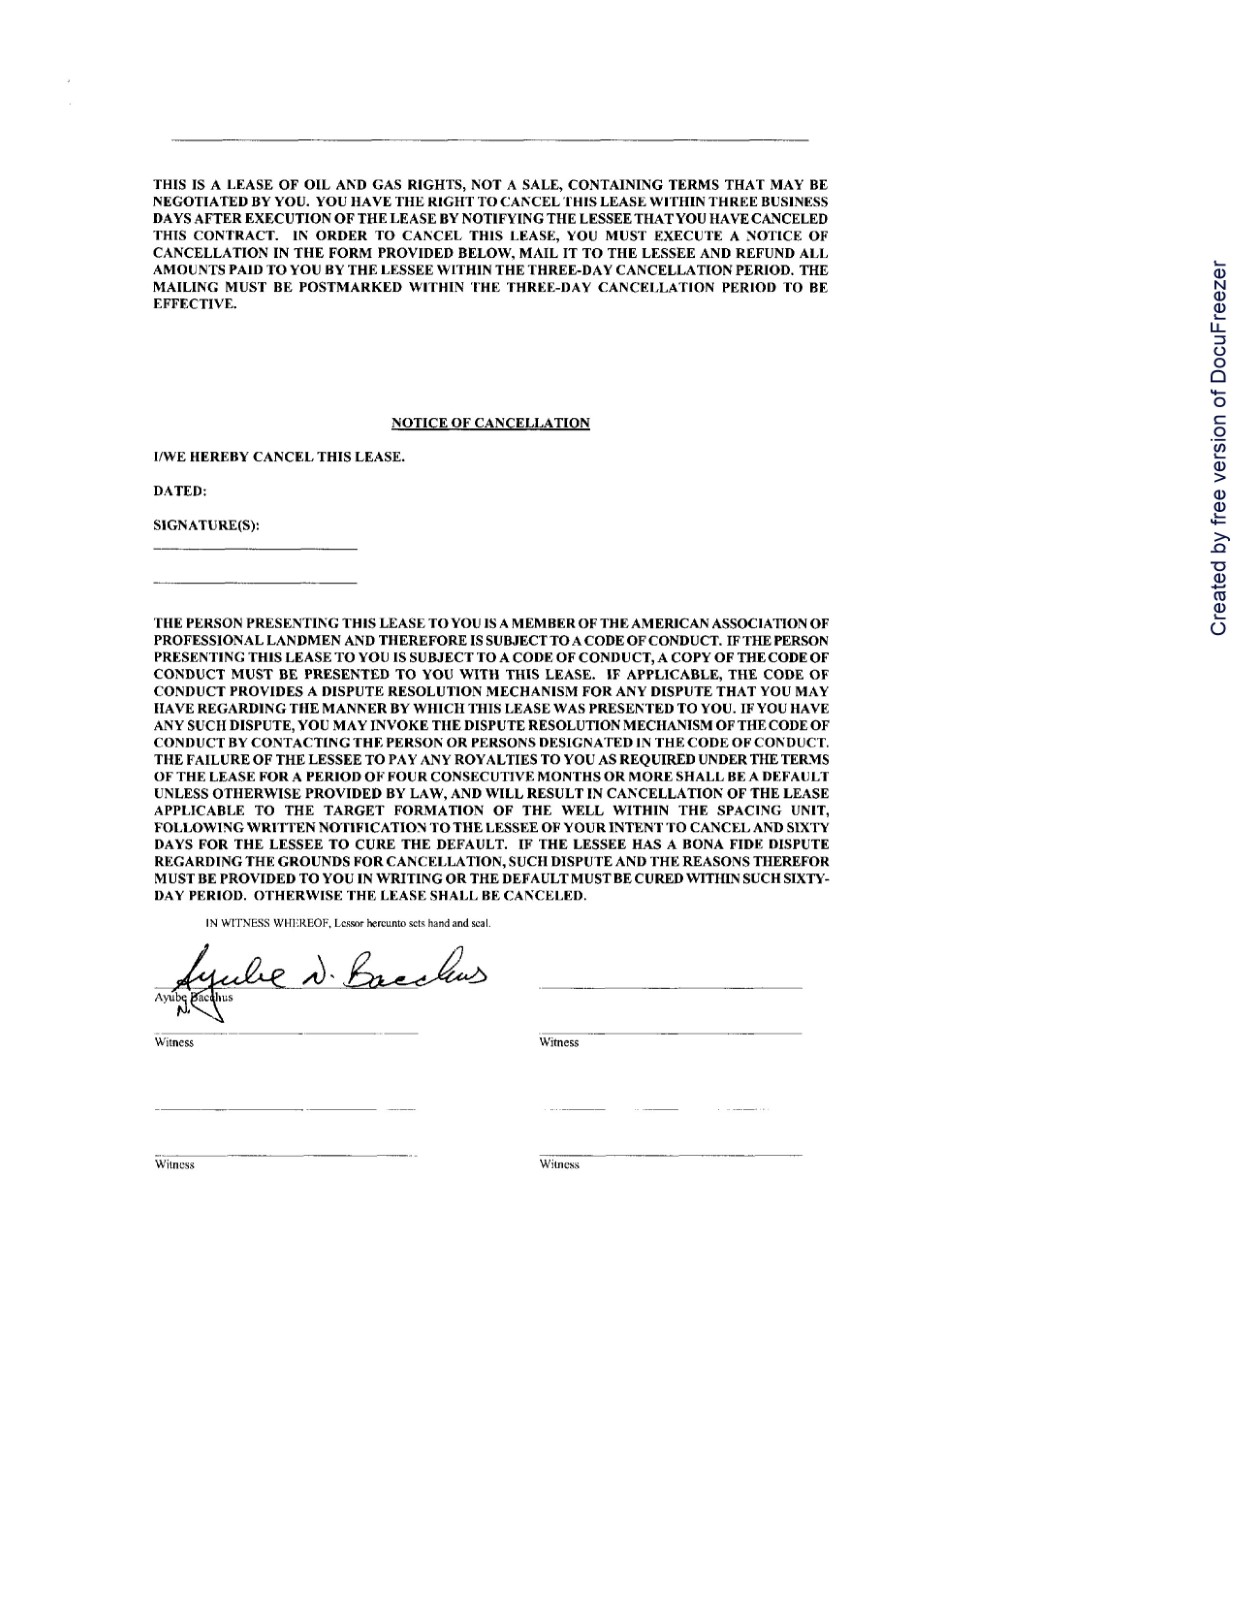 THIS IS A LEASE OF OIL AND GAS RIGHTS, NOT A SALE, CONTAINING TERMS THAT MAY BE
NEGOTIATED BY YOU. YOU HAVE THE RIGHT TO CANCEL THIS LEASE WITHIN THREE BUSINESS
DAYS AFTER EXECUTION OF THE LEASE BY NOTIFYING THE LESSEE THAT YOU HAVE CANCELED
THIS CONTRACT. IN ORDER TO CANCEL THIS LEASE, YOU MUST EXECUTE A NOTICE OF
CANCELLATION IN THE FORM PROVIDED BELOW, MAIL IT TO THE LESSEE AND REFUND ALL
AMOUNTS PAID TO YOU BY THE LESSEE WITHIN THE THREE-DAY CANCELLATION PERIOD. THE
MAILING MUST BE POSTMARKED WITHIN THE THREE-DAY CANCELLATION PERIOD TO BE
EFFECTIVE.
NOTICE OF CANCELLATION
I/WE HEREBY CANCEL THIS LEASE.
DATED:
SIGNATURE(S):
THE PERSON PRESENTING THIS LEASE TO YOU IS A MEMBER OF THE AMERICAN ASSOCIATION OF
PROFESSIONAL LANDMEN AND THEREFORE IS SUBJECT TO A CODE OF CONDUCT. IF THE PERSON
PRESENTING THIS LEASE TO YOU IS SUBJECT TO A CODE OF CONDUCT, A COPY OF THE CODE OF
CONDUCT MUST BE PRESENTED TO YOU WITH THIS LEASE. IF APPLICABLE, THE CODE OF
CONDUCT PROVIDES A DISPUTE RESOLUTION MECHANISM FOR ANY DISPUTE THAT YOU MAY
HAVE REGARDING THE MANNER BY WHICH THIS LEASE WAS PRESENTED TO YOU. IF YOU HAVE
ANY SUCH DISPUTE, YOU MAY INVOKE THE DISPUTE RESOLUTION MECHANISM OF THE CODE OF
CONDUCT BY CONTACTING THE PERSON OR PERSONS DESIGNATED IN THE CODE OF CONDUCT.
THE FAILURE OF THE LESSEE TO PAY ANY ROYALTIES TO YOU AS REQUIRED UNDER THE TERMS
OF THE LEASE FOR A PERIOD OF FOUR CONSECUTIVE MONTHS OR MORE SHALL BE A DEFAULT
UNLESS OTHERWISE PROVIDED BY LAW, AND WILL RESULT IN CANCELLATION OF THE LEASE
APPLICABLE TO THE TARGET FORMATION OF THE WELL WITHIN THE SPACING UNIT,
FOLLOWING WRITTEN NOTIFICATION TO THE LESSEE OF YOUR INTENT TO CANCEL AND SIXTY
DAYS FOR THE LESSEE TO CURE THE DEFAULT. IF THE LESSEE HAS A BONA FIDE DISPUTE
REGARDING THE GROUNDS FOR CANCELLATION, SUCH DISPUTE AND THE REASONS THEREFOR
MUST BE PROVIDED TO YOU IN WRITING OR THE DEFAULT MUST BE CURED WITHIN SUCH SIXTY-
DAY PERIOD. OTHERWISE THE LEASE SHALL BE CANCELED.
IN WITNESS WHEREOF, Lessor hereunto sets hand and seal.
Ayube N. Bacchus
Ayube Bacchus
N.
Witness Witness
Witness Witness
Created by free version of DocuFreezer